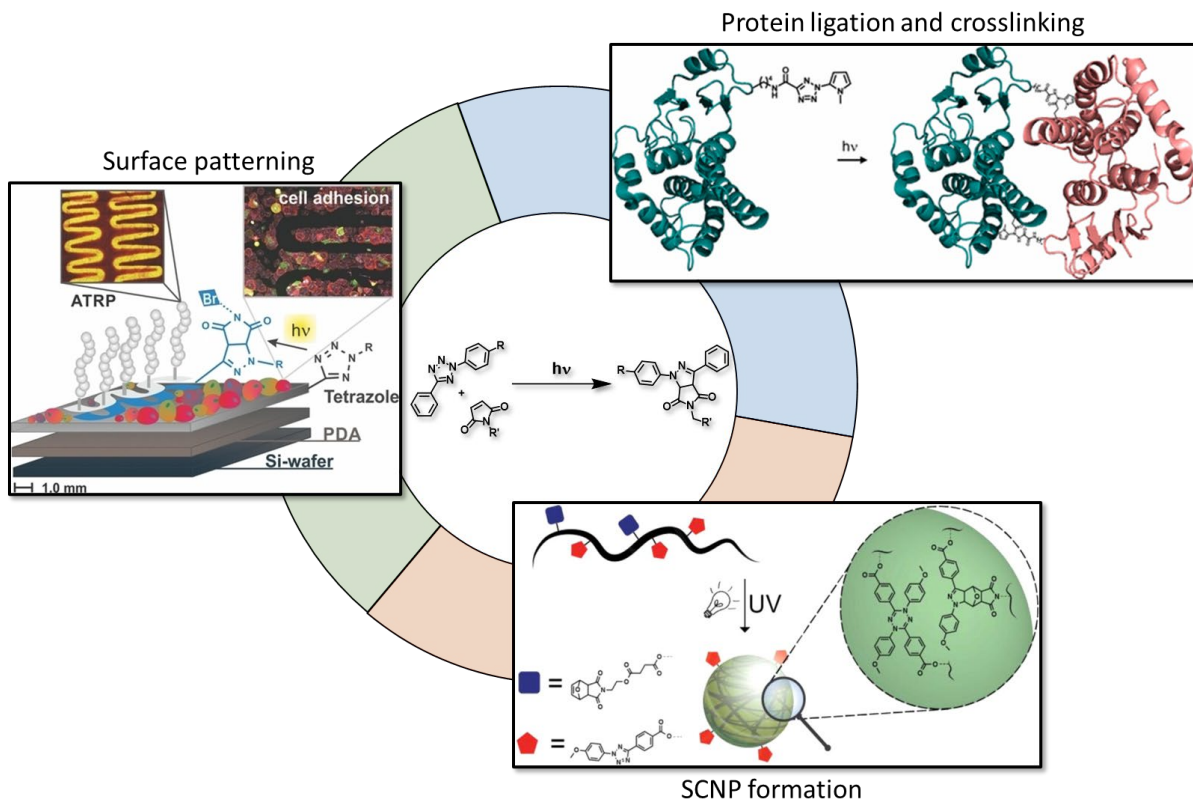 Protein ligation and crosslinking
O
( )4
N
H
N
N
N
N
N
hν
Surface patterning
cell adhesion
ATRP
Br
O
N
O
hν
N
N
R
N
N
N
N
R
Tetrazole
PDA
Si-wafer
1.0 mm
N
N
N
N
R
+
O
N
O
R'
hν
R
N
N
O
N
O
R'
UV
=
O
N
O
O
O
O
O
O
=
O
N
N
N
N
O
O
O
O
O
N
N
N
N
O
O
O
O
O
N
N
O
O
N
O
O
SCNP formation